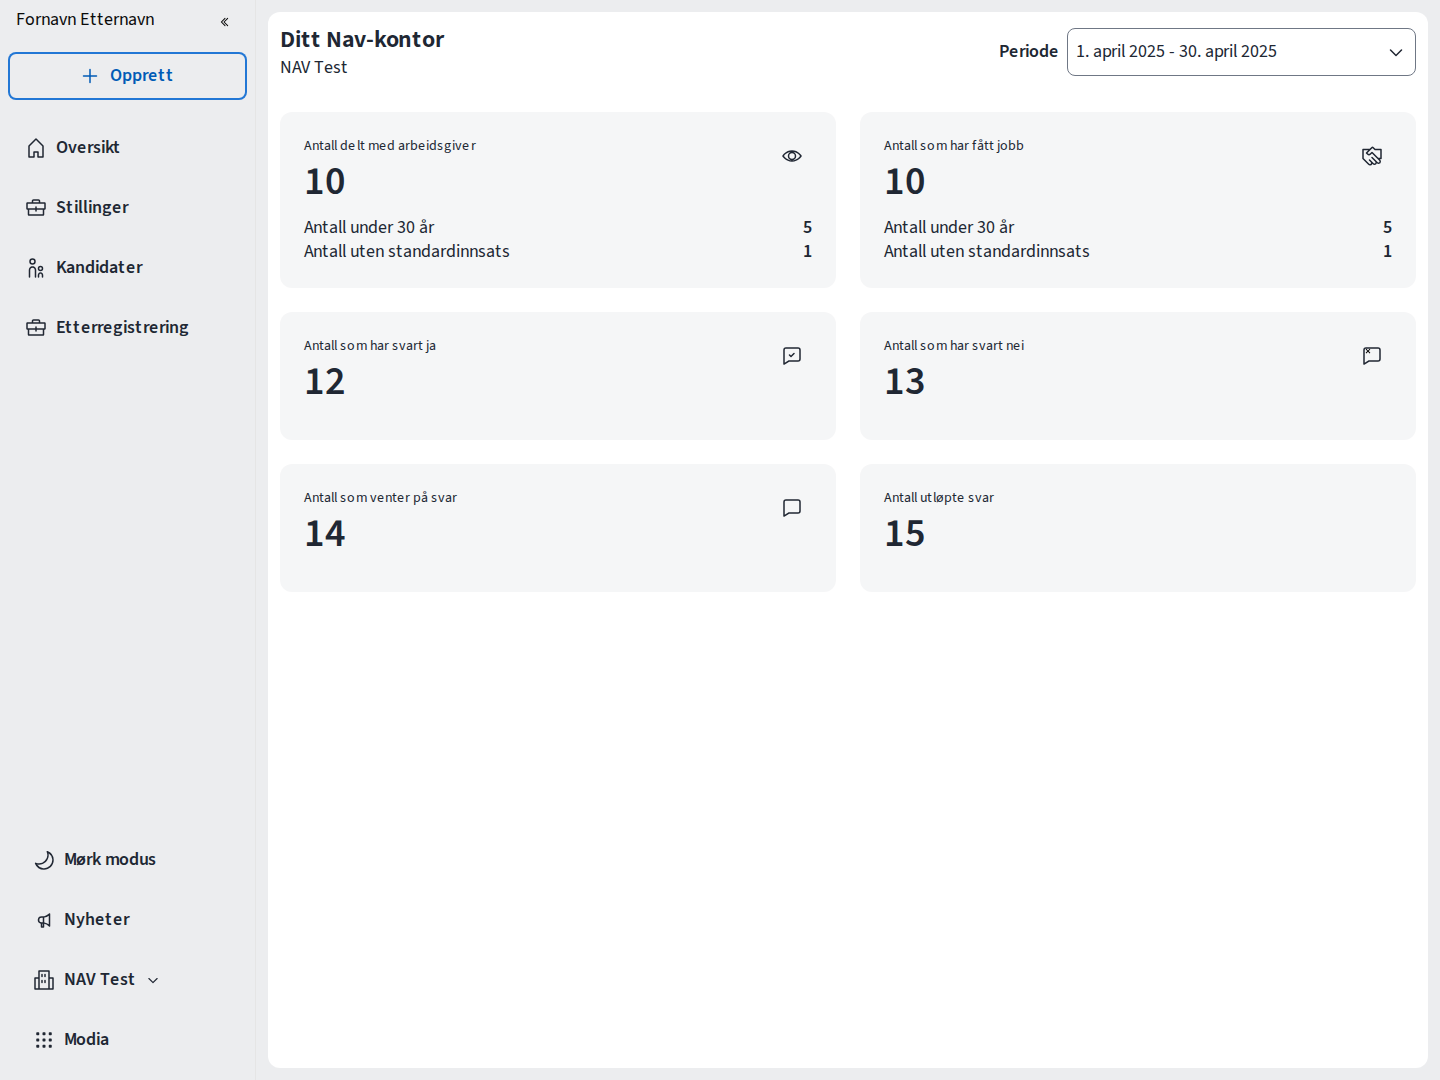 Fornavn Etternavn
Opprett
Oversikt
Stillinger
Kandidater
Etterregistrering
Mørk modus
Nyheter
NAV Test
Modia
Ditt Nav-kontor
NAV Test
Periode
1. april 2025 - 30. april 2025
Antall delt med arbeidsgiver
10
Antall under 30 år 5
Antall uten standardinnsats 1
Antall som har fått jobb
10
Antall under 30 år 5
Antall uten standardinnsats 1
Antall som har svart ja
12
Antall som har svart nei
13
Antall som venter på svar
14
Antall utløpte svar
15